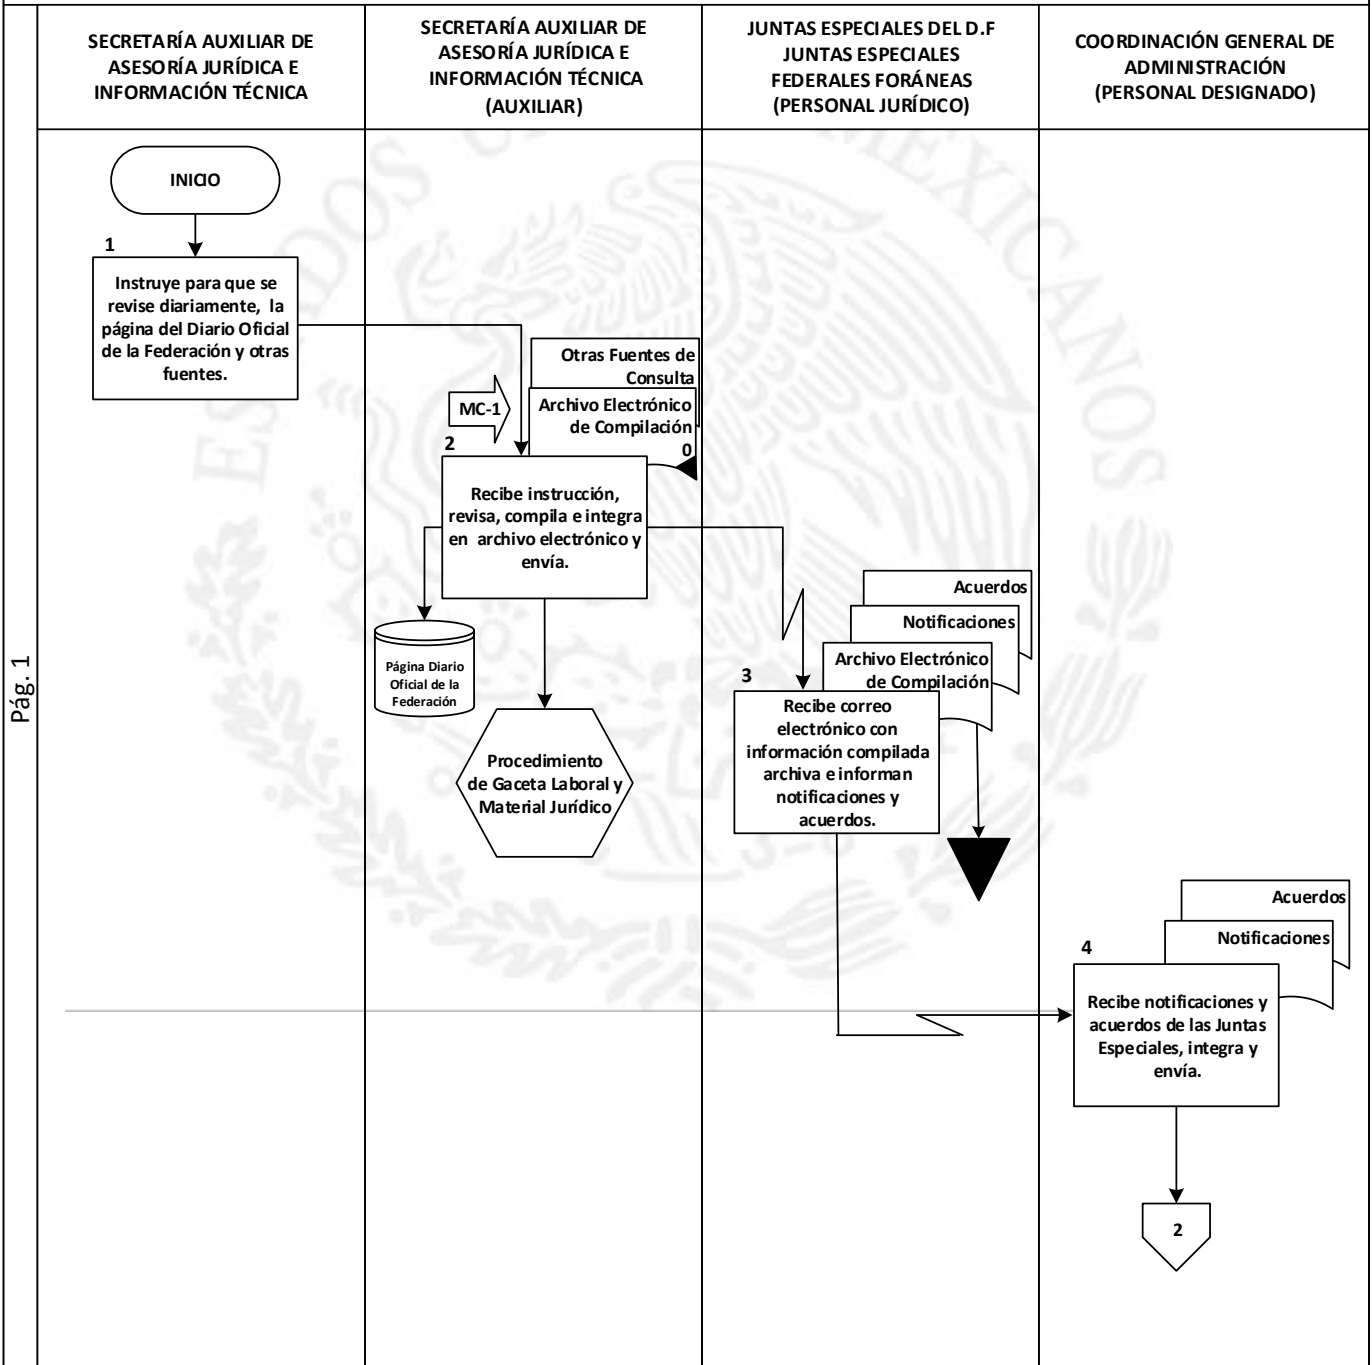 SECRETARÍA AUXILIAR DE
ASESORÍA JURÍDICA E
INFORMACIÓN TÉCNICA
SECRETARÍA AUXILIAR DE
ASESORÍA JURÍDICA E
INFORMACIÓN TÉCNICA
(AUXILIAR)
JUNTAS ESPECIALES DEL D.F
JUNTAS ESPECIALES
FEDERALES FORÁNEAS
(PERSONAL JURÍDICO)
COORDINACIÓN GENERAL DE
ADMINISTRACIÓN
(PERSONAL DESIGNADO)
Pág. 1
INICIO
1
Instruye para que se
revise diariamente, la
página del Diario Oficial
de la Federación y otras
fuentes.
Otras Fuentes de
Consulta
MC-1
Archivo Electrónico
de Compilación
0
2
Recibe instrucción,
revisa, compila e integra
en archivo electrónico y
envía.
Página Diario
Oficial de la
Federación
Procedimiento
de Gaceta Laboral y
Material Jurídico
Acuerdos
Notificaciones
Archivo Electrónico
de Compilación
3
Recibe correo
electrónico con
información compilada
archiva e informan
notificaciones y
acuerdos.
Acuerdos
Notificaciones
4
Recibe notificaciones y
acuerdos de las Juntas
Especiales, integra y
envía.
2
ESTADOS UNIDOS MEXICANOS